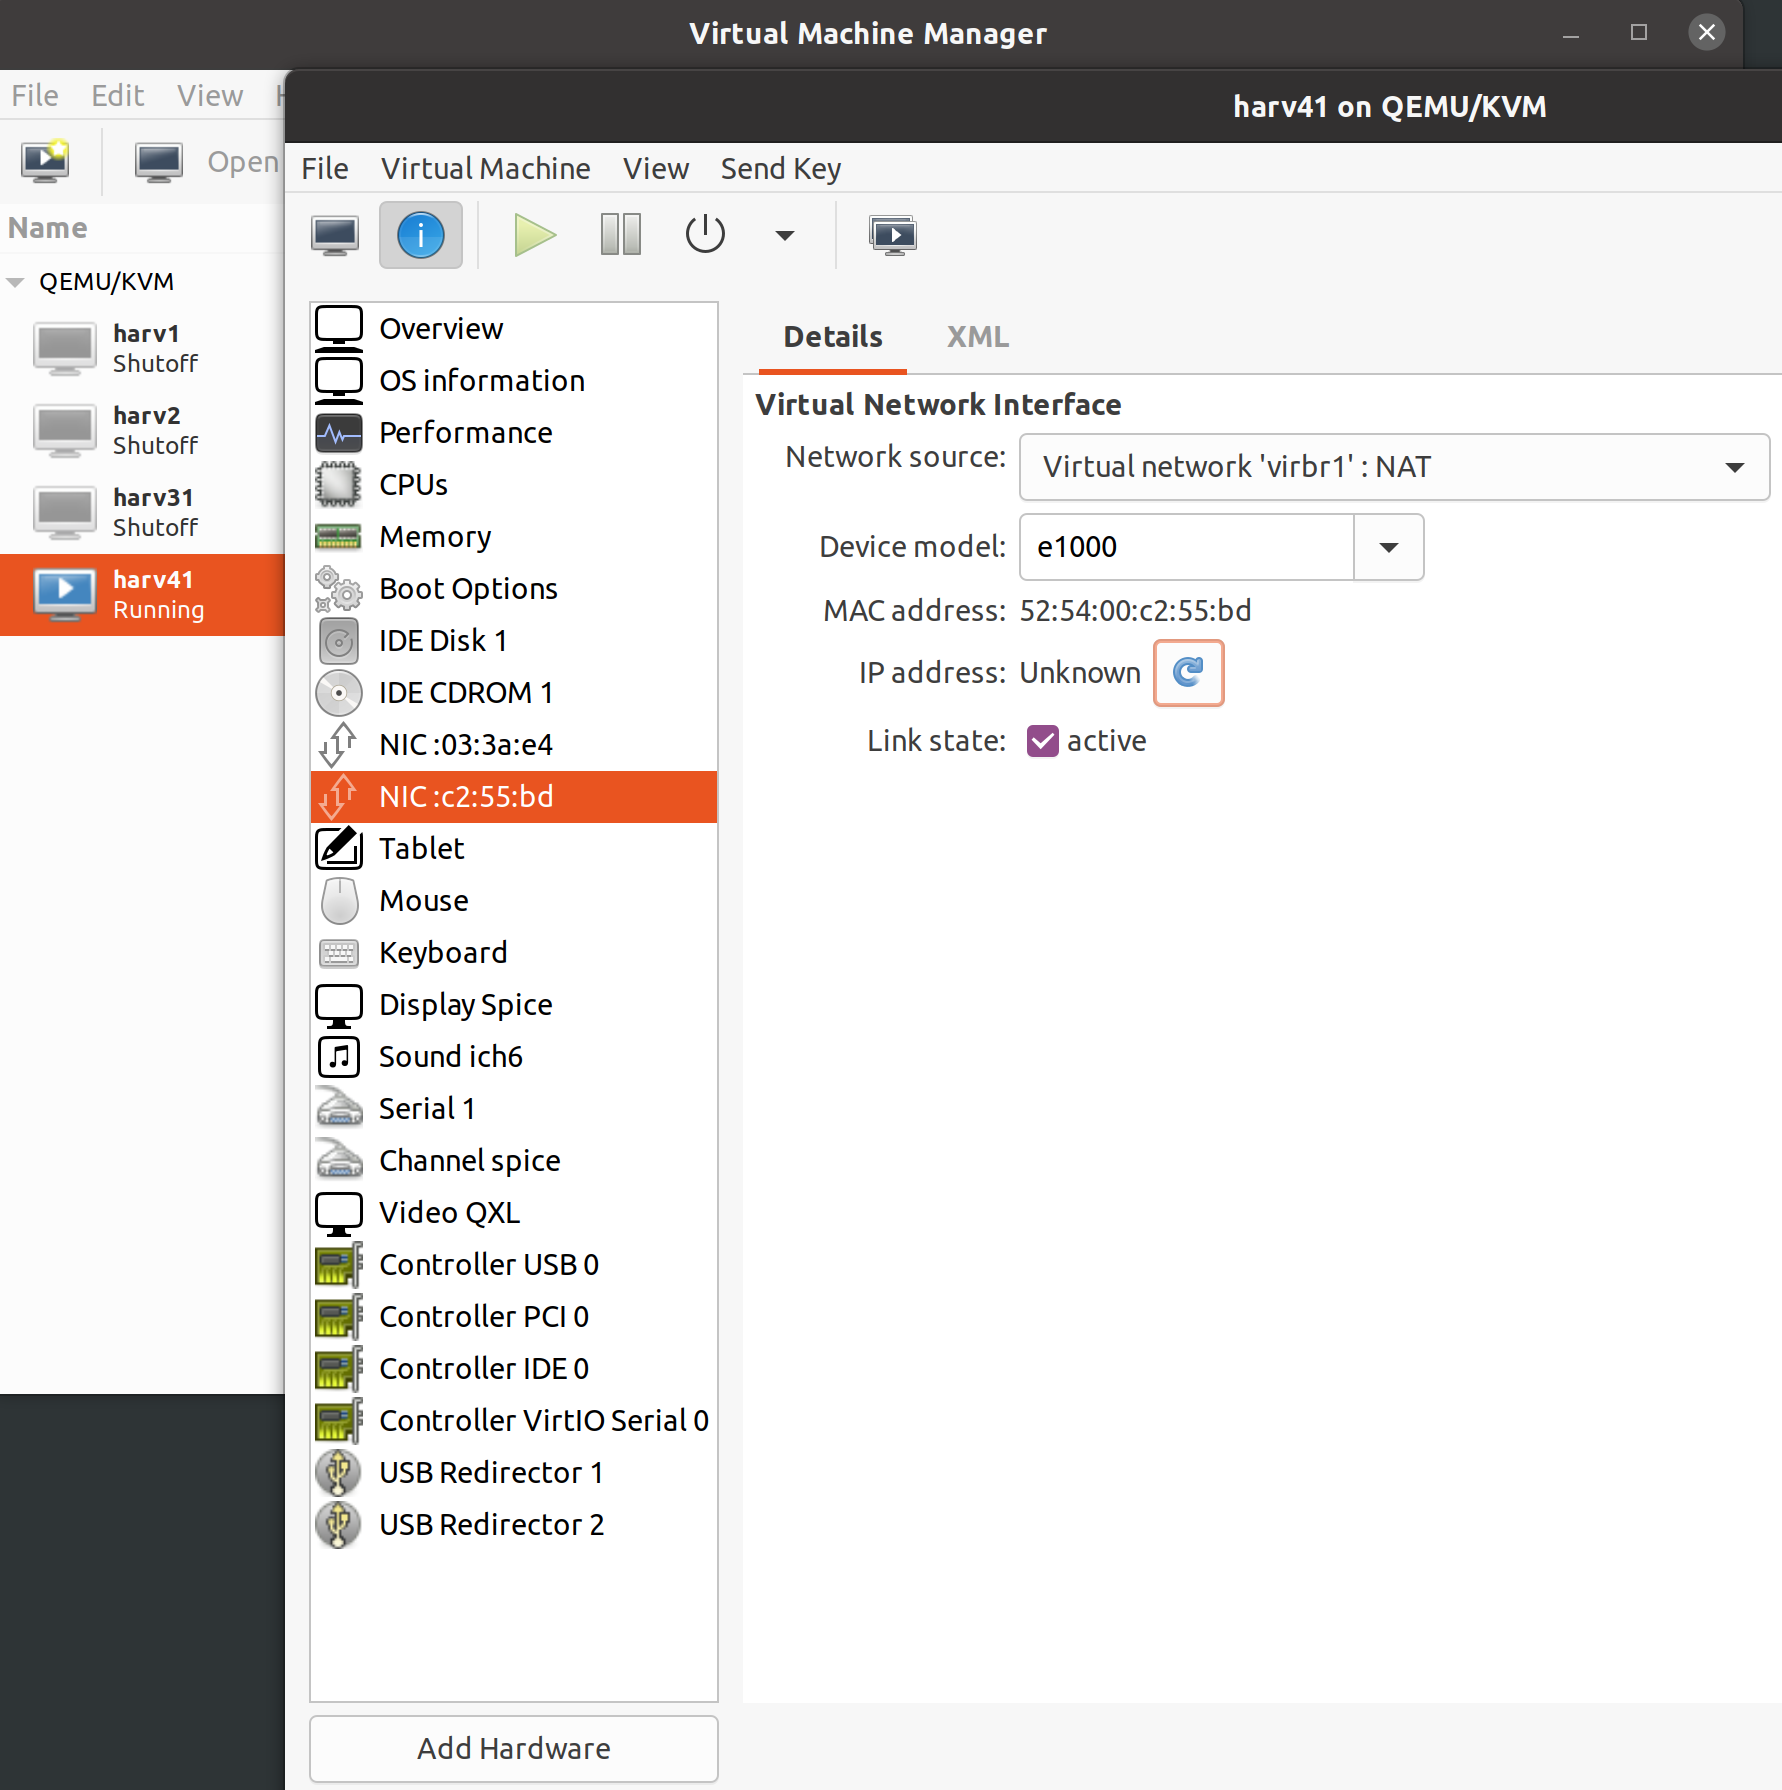 Virtual Machine Manager
File Edit View
Open
Name
QEMU/KVM
harv1
Shutoff
harv2
Shutoff
harv31
Shutoff
harv41
Running
harv41 on QEMU/KVM
File Virtual Machine View Send Key
Overview
OS information
Performance
CPUs
Memory
Boot Options
IDE Disk 1
IDE CDROM 1
NIC :03:3a:e4
NIC :c2:55:bd
Tablet
Mouse
Keyboard
Display Spice
Sound ich6
Serial 1
Channel spice
Video QXL
Controller USB 0
Controller PCI 0
Controller IDE 0
Controller VirtIO Serial 0
USB Redirector 1
USB Redirector 2
Add Hardware
Details XML
Virtual Network Interface
Network source: Virtual network 'virbr1' : NAT
Device model: e1000
MAC address: 52:54:00:c2:55:bd
IP address: Unknown
Link state: active